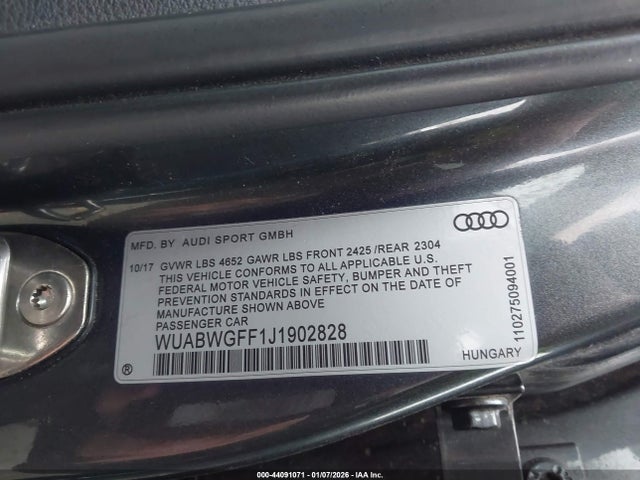 MFD. BY AUDI SPORT GMBH
10/17 GVWR LBS 4652 GAWR LBS FRONT 2425 /REAR 2304
THIS VEHICLE CONFORMS TO ALL APPLICABLE U.S.
FEDERAL MOTOR VEHICLE SAFETY, BUMPER AND THEFT
PREVENTION STANDARDS IN EFFECT ON THE DATE OF
MANUFACTURE SHOWN ABOVE
PASSENGER CAR
WUABWGFF1J1902828
®
HUNGARY
110275094001
000-44091071 - 01/07/2026 - IAA, Inc.